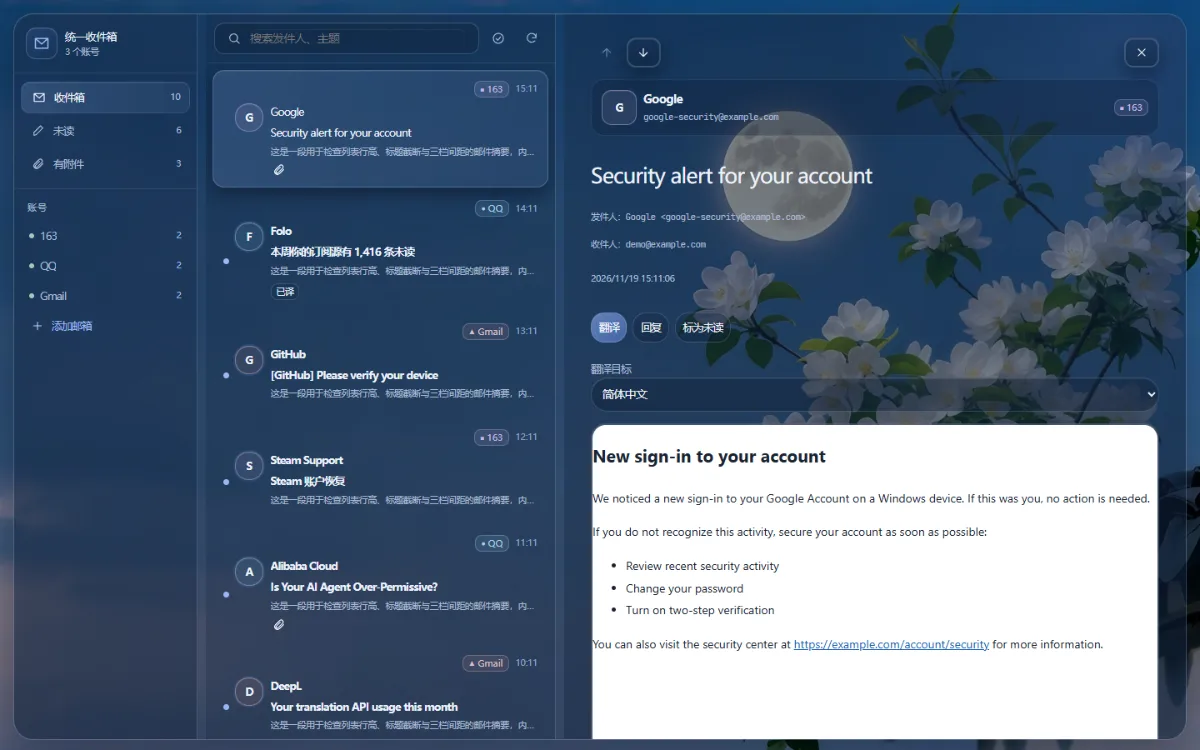 统一收件箱
3 个账号
收件箱 10
未读 6
有附件 3
账号
163 2
QQ 2
Gmail 2
添加邮箱
搜索发件人、主题
163 15:11
G
Google
Security alert for your account
这是一段用于检查列表行高、标题截断与三栏间距的邮件摘要，内...
QQ 14:11
F
Folo
本周你的订阅源有 1,416 条未读
这是一段用于检查列表行高、标题截断与三栏间距的邮件摘要，内...
已译
Gmail 13:11
G
GitHub
[GitHub] Please verify your device
这是一段用于检查列表行高、标题截断与三栏间距的邮件摘要，内...
163 12:11
S
Steam Support
Steam 账户恢复
这是一段用于检查列表行高、标题截断与三栏间距的邮件摘要，内...
QQ 11:11
A
Alibaba Cloud
Is Your AI Agent Over-Permissive?
这是一段用于检查列表行高、标题截断与三栏间距的邮件摘要，内...
Gmail 10:11
D
DeepL
Your translation API usage this month
这是一段用于检查列表行高、标题截断与三栏间距的邮件摘要，内...
G
Google
google-security@example.com
163
Security alert for your account
发件人: Google <google-security@example.com>
收件人: demo@example.com
2026/11/19 15:11:06
翻译 回复 标为未读
翻译目标
简体中文
New sign-in to your account
We noticed a new sign-in to your Google Account on a Windows device. If this was you, no action is needed.
If you do not recognize this activity, secure your account as soon as possible:
• Review recent security activity
• Change your password
• Turn on two-step verification
You can also visit the security center at https://example.com/account/security for more information.